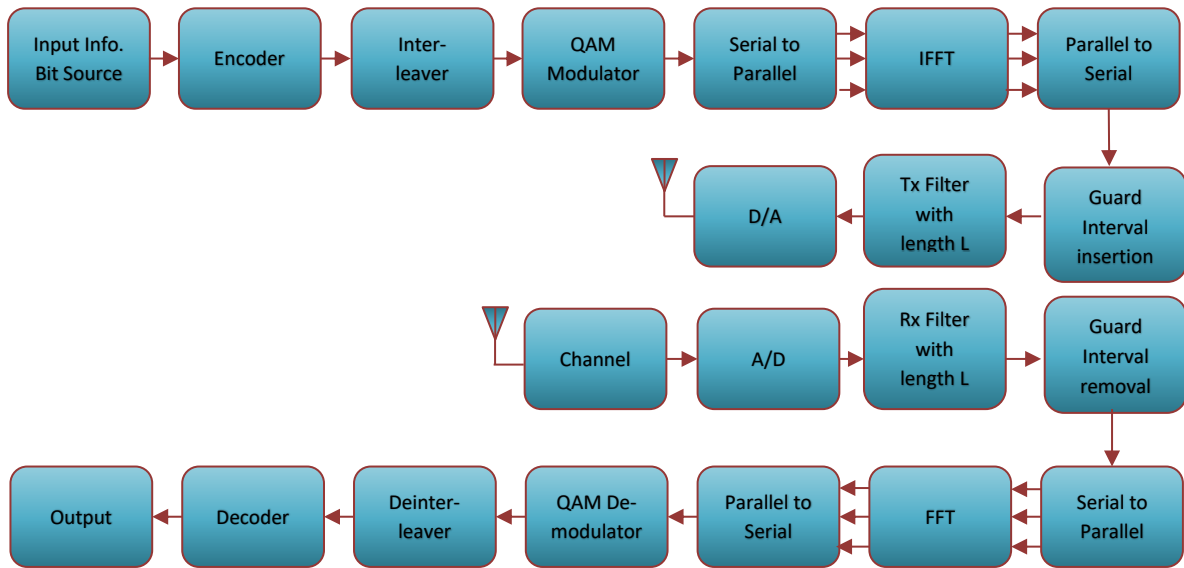 Input Info.
Bit Source
Encoder
Inter-
leaver
QAM
Modulator
Serial to
Parallel
IFFT
Parallel to
Serial
D/A
Tx Filter
with
length L
Guard
Interval
insertion
Channel
A/D
Rx Filter
with
length L
Guard
Interval
removal
Output
Decoder
Deinter-
leaver
QAM De-
modulator
Parallel to
Serial
FFT
Serial to
Parallel